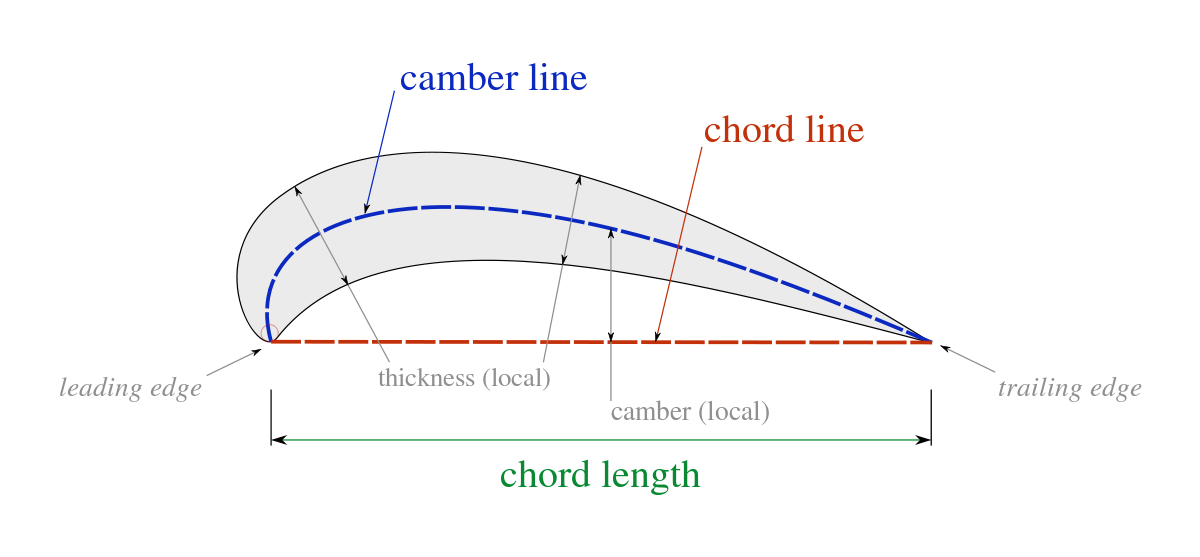 camber line
chord line
leading edge
thickness (local)
trailing edge
camber (local)
chord length